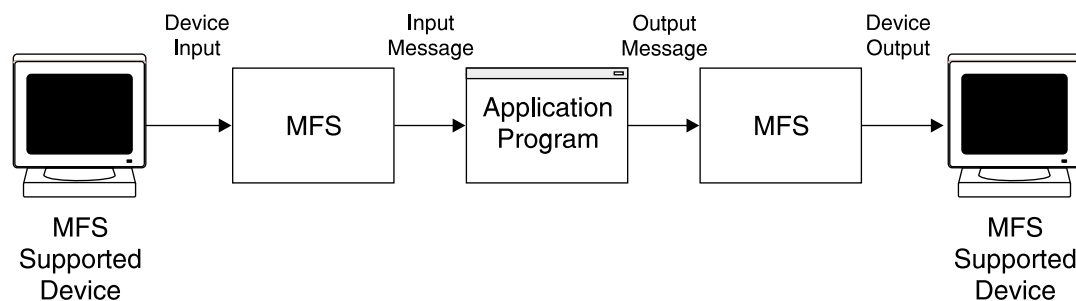 Device
Input
Input
Message
Output
Message
Device
Output
MFS
Application
Program
MFS
MFS
Supported
Device
MFS
Supported
Device